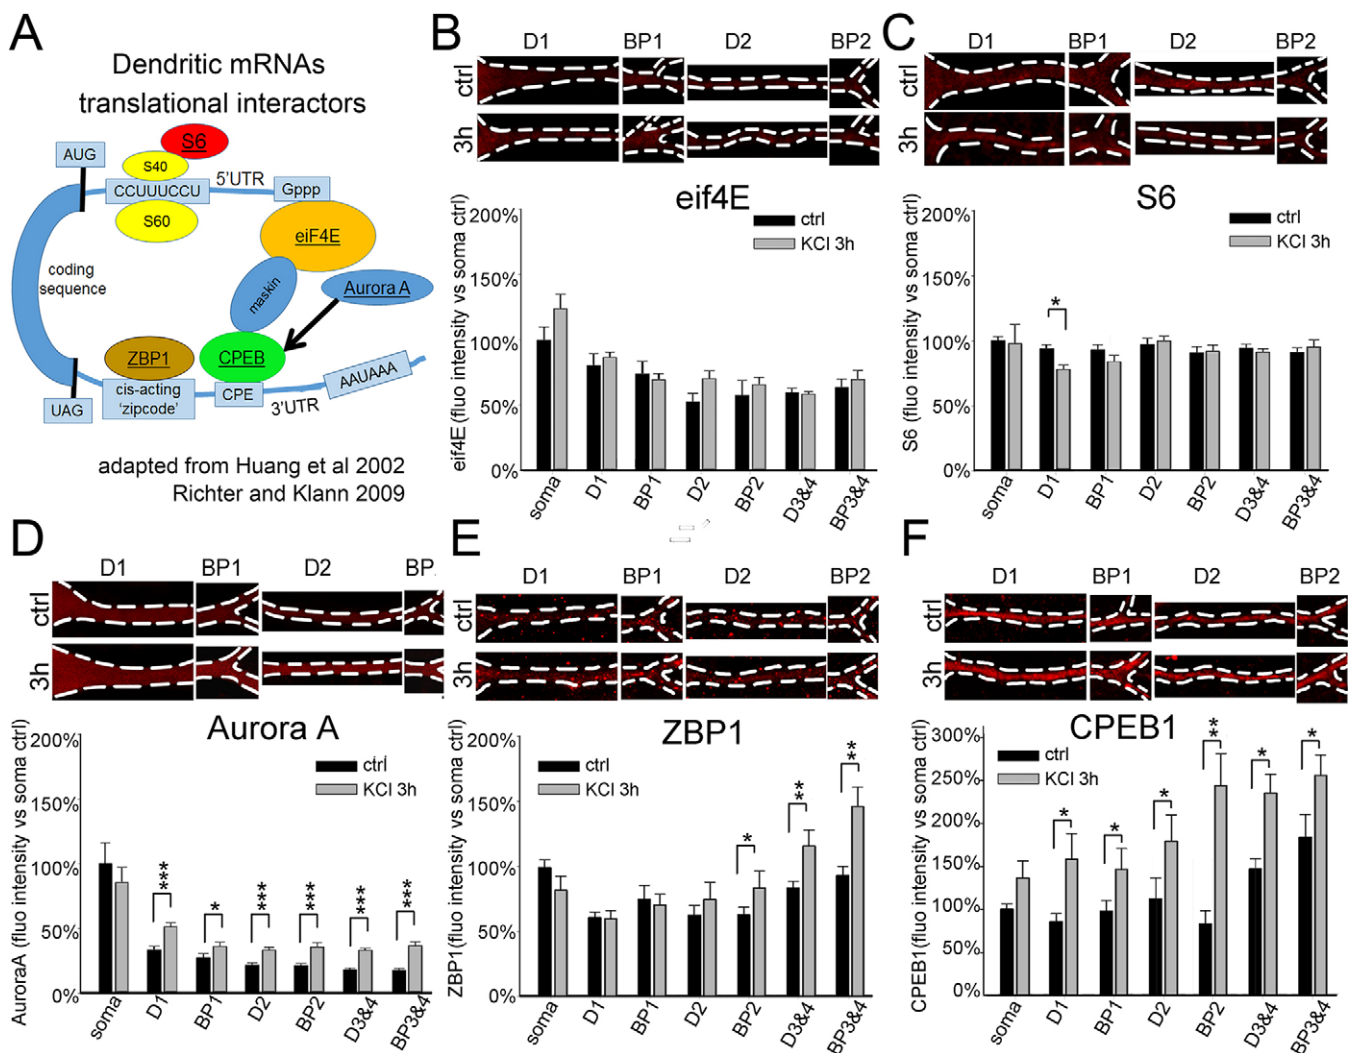 A
Dendritic mRNAs
translational interactors
S6
AUG
S40
CCUUUCCU
5'UTR
Gppp
S60
eiF4E
coding
sequence
maskin
Aurora A
ZBP1
CPEB
cis-acting
'zipcode'
CPE
AAUAAA
UAG
3'UTR
adapted from Huang et al 2002
Richter and Klann 2009
B
D1 BP1 D2 BP2
ctrl
3h
eif4E
ctrl
KCl 3h
eif4E (fluo intensity vs soma ctrl)
200%
150%
100%
50%
0%
soma D1 BP1 D2 BP2 D3&4 BP3&4
C
D1 BP1 D2 BP2
ctrl
3h
S6
ctrl
KCl 3h
S6 (fluo intensity vs soma ctrl)
200%
150%
100%
50%
0%
*
soma D1 BP1 D2 BP2 D3&4 BP3&4
D
D1 BP1 D2 BP.
ctrl
3h
Aurora A
ctrl
KCl 3h
AuroraA (fluo intensity vs soma ctrl)
200%
150%
100%
50%
0%
*** * *** *** *** ***
soma D1 BP1 D2 BP2 D3&4 BP3&4
E
D1 BP1 D2 BP2
ctrl
3h
ZBP1
ctrl
KCl 3h
ZBP1(fluo intensity vs soma ctrl)
200%
150%
100%
50%
0%
* ** **
soma D1 BP1 D2 BP2 D3&4 BP3&4
F
D1 BP1 D2 BP2
ctrl
3h
CPEB1
ctrl
KCl 3h
CPEB1(fluo intensity vs soma ctrl)
300%
250%
200%
150%
100%
50%
0%
* * * ** * *
soma D1 BP1 D2 BP2 D3&4 BP3&4